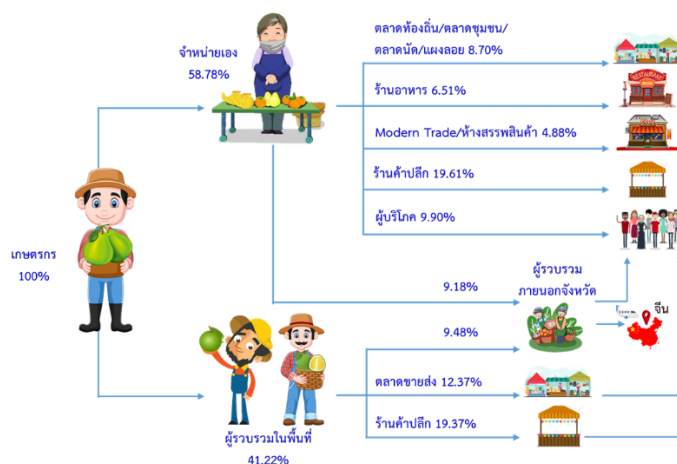 ตลาดท้องถิ่น/ตลาดชุมชน/
ตลาดนัด/แผงลอย 8.70%
จำหน่ายเอง
58.78%
ร้านอาหาร 6.51%
RESTAURANT
Modern Trade/ห้างสรรพสินค้า 4.88%
ร้านค้าปลีก 19.61%
ผู้บริโภค 9.90%
เกษตรกร
100%
ผู้รวบรวม
ภายนอกจังหวัด
9.18%
จีน
9.48%
ตลาดขายส่ง 12.37%
ร้านค้าปลีก 19.37%
ผู้รวบรวมในพื้นที่
41.22%